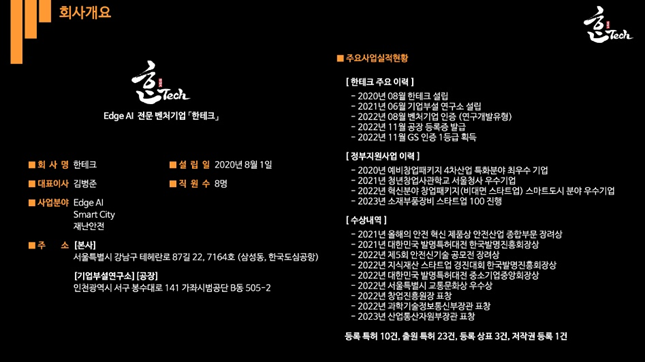 회사개요
한
Tech
한
Tech
Edge AI 전문 벤처기업 「한테크」
■ 회 사 명 한테크
■ 설 립 일 2020년 8월 1일
■ 대표이사 김병준
■ 직 원 수 8명
■ 사업분야 Edge AI
Smart City
재난안전
■ 주 소 [본사]
서울특별시 강남구 테헤란로 87길 22, 7164호 (삼성동, 한국도심공항)
[기업부설연구소] [공장]
인천광역시 서구 봉수대로 141 가좌시범공단 B동 505-2
■ 주요사업실적현황
[ 한테크 주요 이력 ]
- 2020년 08월 한테크 설립
- 2021년 06월 기업부설 연구소 설립
- 2022년 08월 벤처기업 인증 (연구개발유형)
- 2022년 11월 공장 등록증 발급
- 2022년 11월 GS 인증 1등급 획득
[ 정부지원사업 이력 ]
- 2020년 예비창업패키지 4차산업 특화분야 최우수 기업
- 2021년 청년창업사관학교 서울청사 우수기업
- 2022년 혁신분야 창업패키지(비대면 스타트업) 스마트도시 분야 우수기업
- 2023년 소재부품장비 스타트업 100 진행
[ 수상내역 ]
- 2021년 올해의 안전 혁신 제품상 안전산업 종합부문 장려상
- 2021년 대한민국 발명특허대전 한국발명진흥회장상
- 2022년 제5회 안전신기술 공모전 장려상
- 2022년 지식재산 스타트업 경진대회 한국발명진흥회장상
- 2022년 대한민국 발명특허대전 중소기업중앙회장상
- 2022년 서울특별시 교통문화상 우수상
- 2022년 창업진흥원장 표창
- 2022년 과학기술정보통신부장관 표창
- 2023년 산업통산자원부장관 표창
등록 특허 10건, 출원 특허 23건, 등록 상표 3건, 저작권 등록 1건